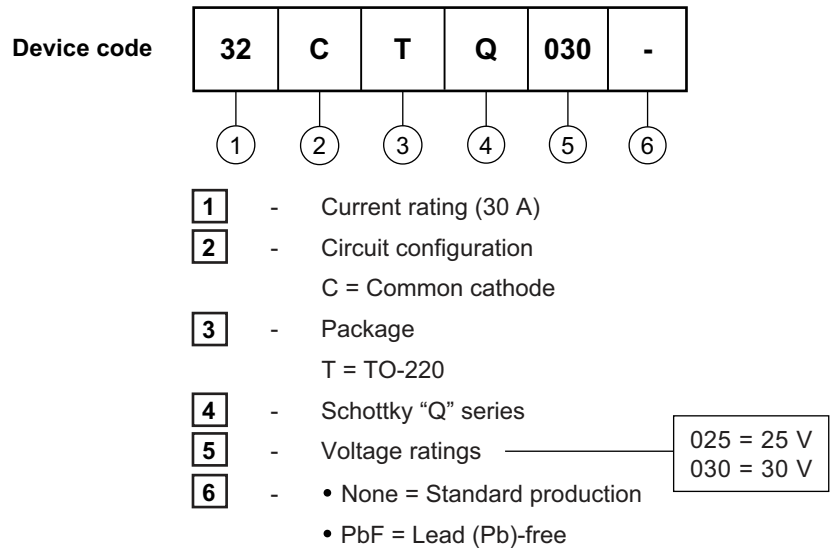 Device code 32 C T Q 030 -
1 2 3 4 5 6
1 - Current rating (30 A)
2 - Circuit configuration
C = Common cathode
3 - Package
T = TO-220
4 - Schottky “Q” series
5 - Voltage ratings
025 = 25 V
030 = 30 V
6 - • None = Standard production
• PbF = Lead (Pb)-free